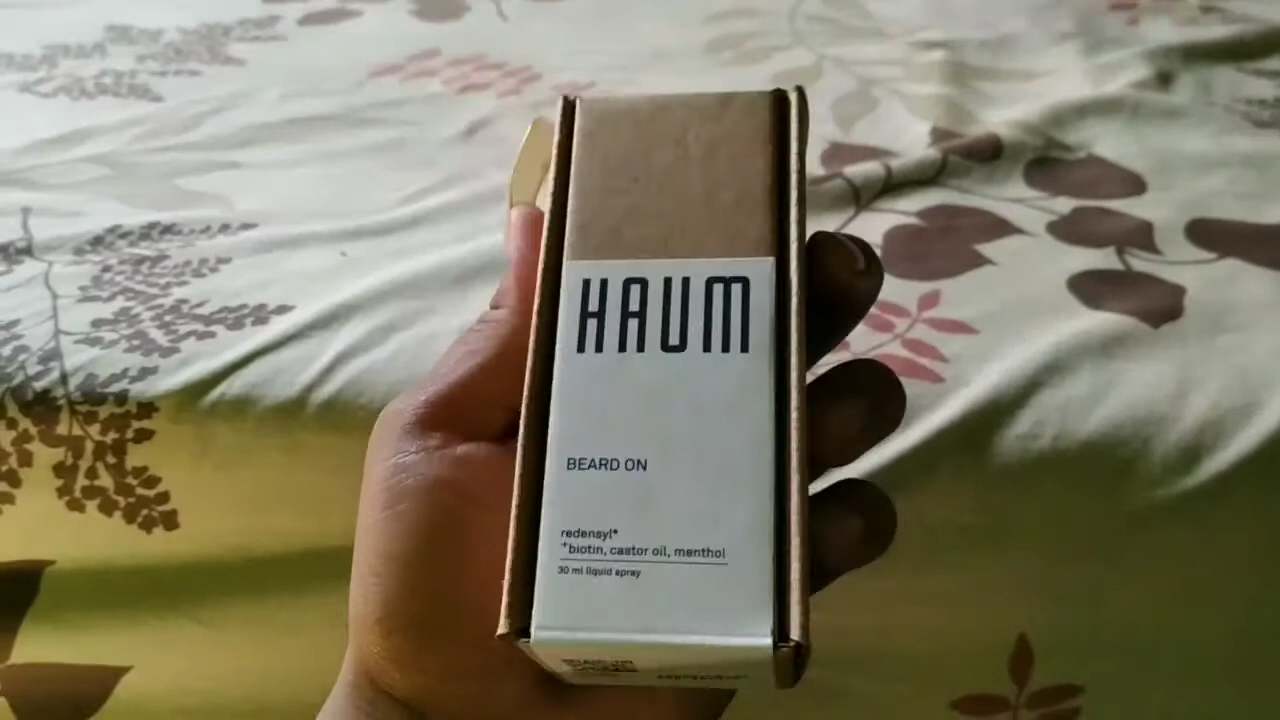 HAUM
BEARD ON
redensyl*
+biotin, castor oil, menthol
30 ml liquid spray